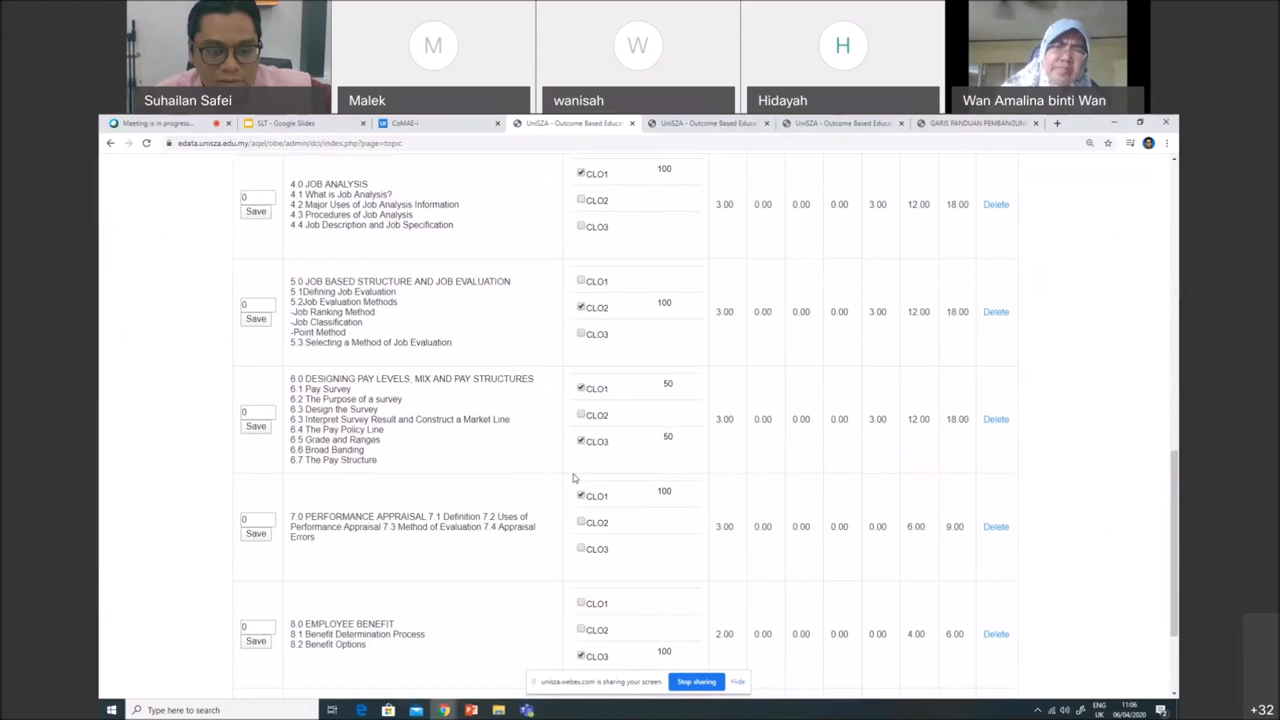 M
W
H
Suhailan Safei
Malek
wanisah
Hidayah
Wan Amalina binti Wan
Meeting is in progress...
SLT - Google Slides
CoMAE-i
UniSZA - Outcome Based Educa
UniSZA - Outcome Based Educa
UniSZA - Outcome Based Educa
GARIS PANDUAN PEMBANGUN
edata.unisza.edu.my/aqel/obe/admin/dci/index.php?page=topic
0
Save
4.0 JOB ANALYSIS
4.1 What is Job Analysis?
4.2 Major Uses of Job Analysis Information
4.3 Procedures of Job Analysis
4.4 Job Description and Job Specification
CLO1 100
CLO2
CLO3
3.00 0.00 0.00 0.00 3.00 12.00 18.00 Delete
0
Save
5.0 JOB BASED STRUCTURE AND JOB EVALUATION
5.1Defining Job Evaluation
5.2Job Evaluation Methods
-Job Ranking Method
-Job Classification
-Point Method
5.3 Selecting a Method of Job Evaluation
CLO1
CLO2 100
CLO3
3.00 0.00 0.00 0.00 3.00 12.00 18.00 Delete
0
Save
6.0 DESIGNING PAY LEVELS, MIX AND PAY STRUCTURES
6.1 Pay Survey
6.2 The Purpose of a survey
6.3 Design the Survey
6.3 Interpret Survey Result and Construct a Market Line
6.4 The Pay Policy Line
6.5 Grade and Ranges
6.6 Broad Banding
6.7 The Pay Structure
CLO1 50
CLO2
CLO3 50
3.00 0.00 0.00 0.00 3.00 12.00 18.00 Delete
0
Save
7.0 PERFORMANCE APPRAISAL 7.1 Definition 7.2 Uses of
Performance Appraisal 7.3 Method of Evaluation 7.4 Appraisal
Errors
CLO1 100
CLO2
CLO3
3.00 0.00 0.00 0.00 0.00 6.00 9.00 Delete
0
Save
8.0 EMPLOYEE BENEFIT
8.1 Benefit Determination Process
8.2 Benefit Options
CLO1
CLO2
CLO3 100
2.00 0.00 0.00 0.00 0.00 4.00 6.00 Delete
unisza.webex.com is sharing your screen.
Stop sharing
Hide
Type here to search
ENG
UK
11:06
06/04/2020
+32